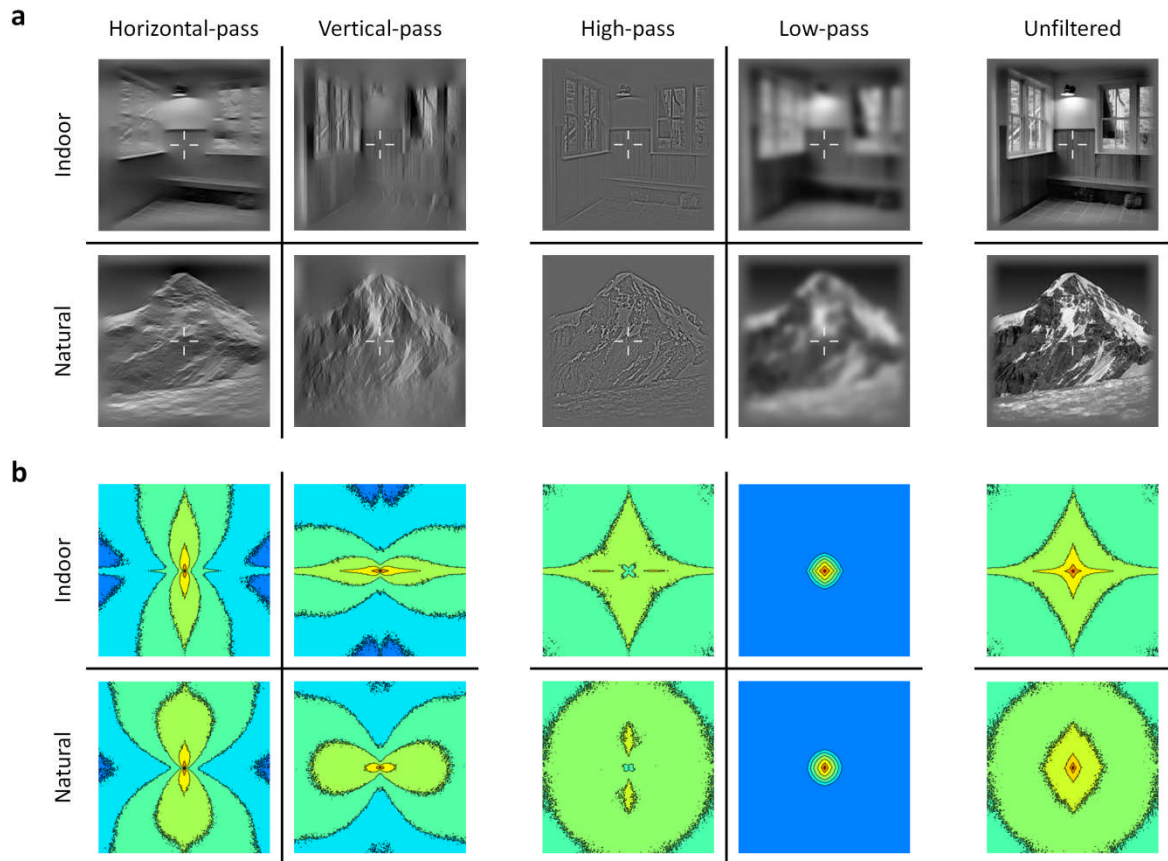 a
Horizontal-pass Vertical-pass High-pass Low-pass Unfiltered
Indoor
Natural
b
Indoor
Natural